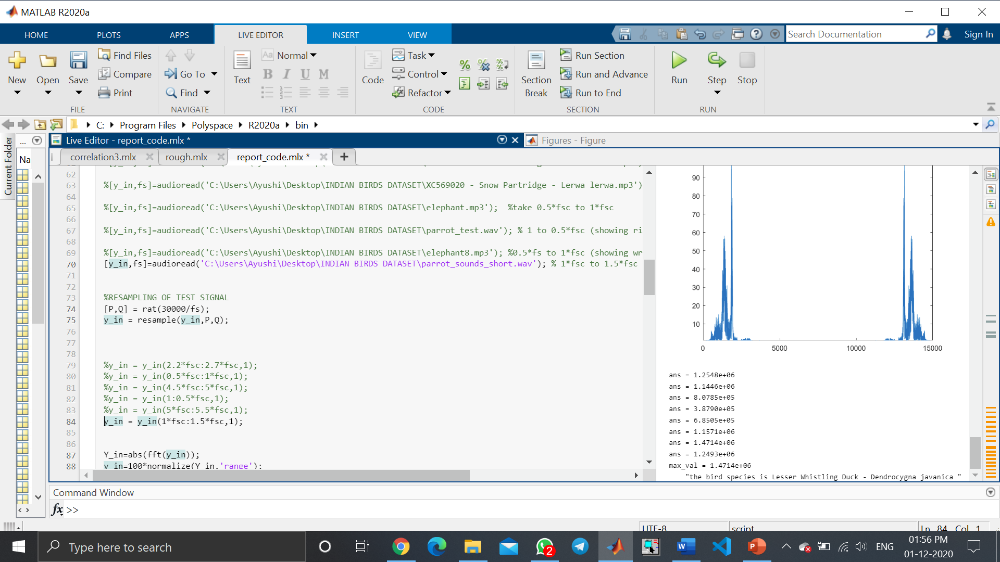 MATLAB R2020a
HOME PLOTS APPS LIVE EDITOR INSERT VIEW Search Documentation Sign In
New Open Save Find Files Compare Print
FILE
Go To Find
NAVIGATE
Text Aa Normal B I U M
TEXT
Code Task Control Refactor
CODE
Section Break Run Section Run and Advance Run to End
SECTION
Run Step Stop
RUN
C: Program Files Polyspace R2020a bin
Current Folder
... Na
Live Editor - report_code.mlx *
Figures - Figure
correlation3.mlx rough.mlx report_code.mlx * +
62
63 %[y_in,fs]=audioread('C:\Users\Ayushi\Desktop\INDIAN BIRDS DATASET\XC569020 - Snow Partridge - Lerwa lerwa.mp3')
64
65 %[y_in,fs]=audioread('C:\Users\Ayushi\Desktop\INDIAN BIRDS DATASET\elephant.mp3'); %take 0.5*fsc to 1*fsc
66
67 %[y_in,fs]=audioread('C:\Users\Ayushi\Desktop\INDIAN BIRDS DATASET\parrot_test.wav'); % 1 to 0.5*fsc (showing ri
68
69 %[y_in,fs]=audioread('C:\Users\Ayushi\Desktop\INDIAN BIRDS DATASET\elephant8.mp3'); %0.5*fs to 1*fsc (showing wr
70 [y_in,fs]=audioread('C:\Users\Ayushi\Desktop\INDIAN BIRDS DATASET\parrot_sounds_short.wav'); % 1*fsc to 1.5*fsc
71
72
73 %RESAMPLING OF TEST SIGNAL
74 [P,Q] = rat(30000/fs);
75 y_in = resample(y_in,P,Q);
76
77
78
79 %y_in = y_in(2.2*fsc:2.7*fsc,1);
80 %y_in = y_in(0.5*fsc:1*fsc,1);
81 %y_in = y_in(4.5*fsc:5*fsc,1);
82 %y_in = y_in(1:0.5*fsc,1);
83 %y_in = y_in(5*fsc:5.5*fsc,1);
84 y_in = y_in(1*fsc:1.5*fsc,1);
85
86
87 Y_in=abs(fft(y_in));
88 y_in=100*normalize(Y_in,'range');
90
80
70
60
50
40
30
20
10
0 5000 10000 15000
ans = 1.2548e+06
ans = 1.1446e+06
ans = 8.0785e+05
ans = 3.8790e+05
ans = 6.8505e+05
ans = 1.1571e+06
ans = 1.4714e+06
ans = 1.2493e+06
max_val = 1.4714e+06
"the bird species is Lesser Whistling Duck - Dendrocygna javanica "
Command Window
fx >>
UTF-8 script Ln 84 Col 1
Type here to search
2
ENG
01:56 PM
01-12-2020